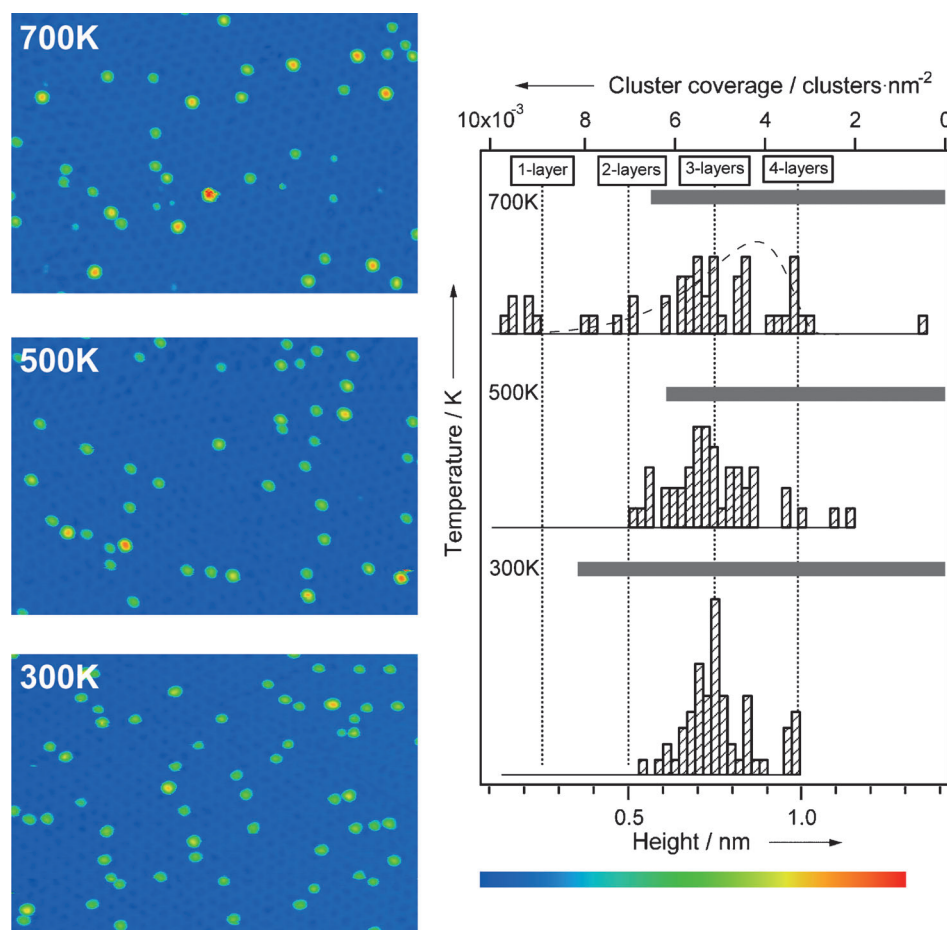 700K
500K
300K
Cluster coverage / clusters·nm⁻²
10x10⁻³ 8 6 4 2 0
1-layer 2-layers 3-layers 4-layers
700K
500K
300K
Temperature / K
0.5 1.0
Height / nm